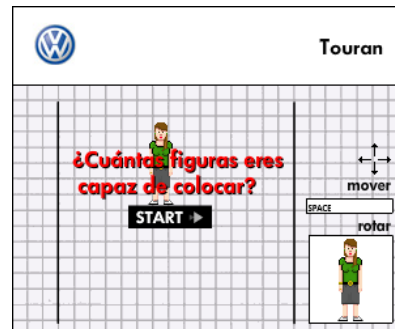 Touran
¿Cuántas figuras eres
capaz de colocar?
START
mover
SPACE
rotar